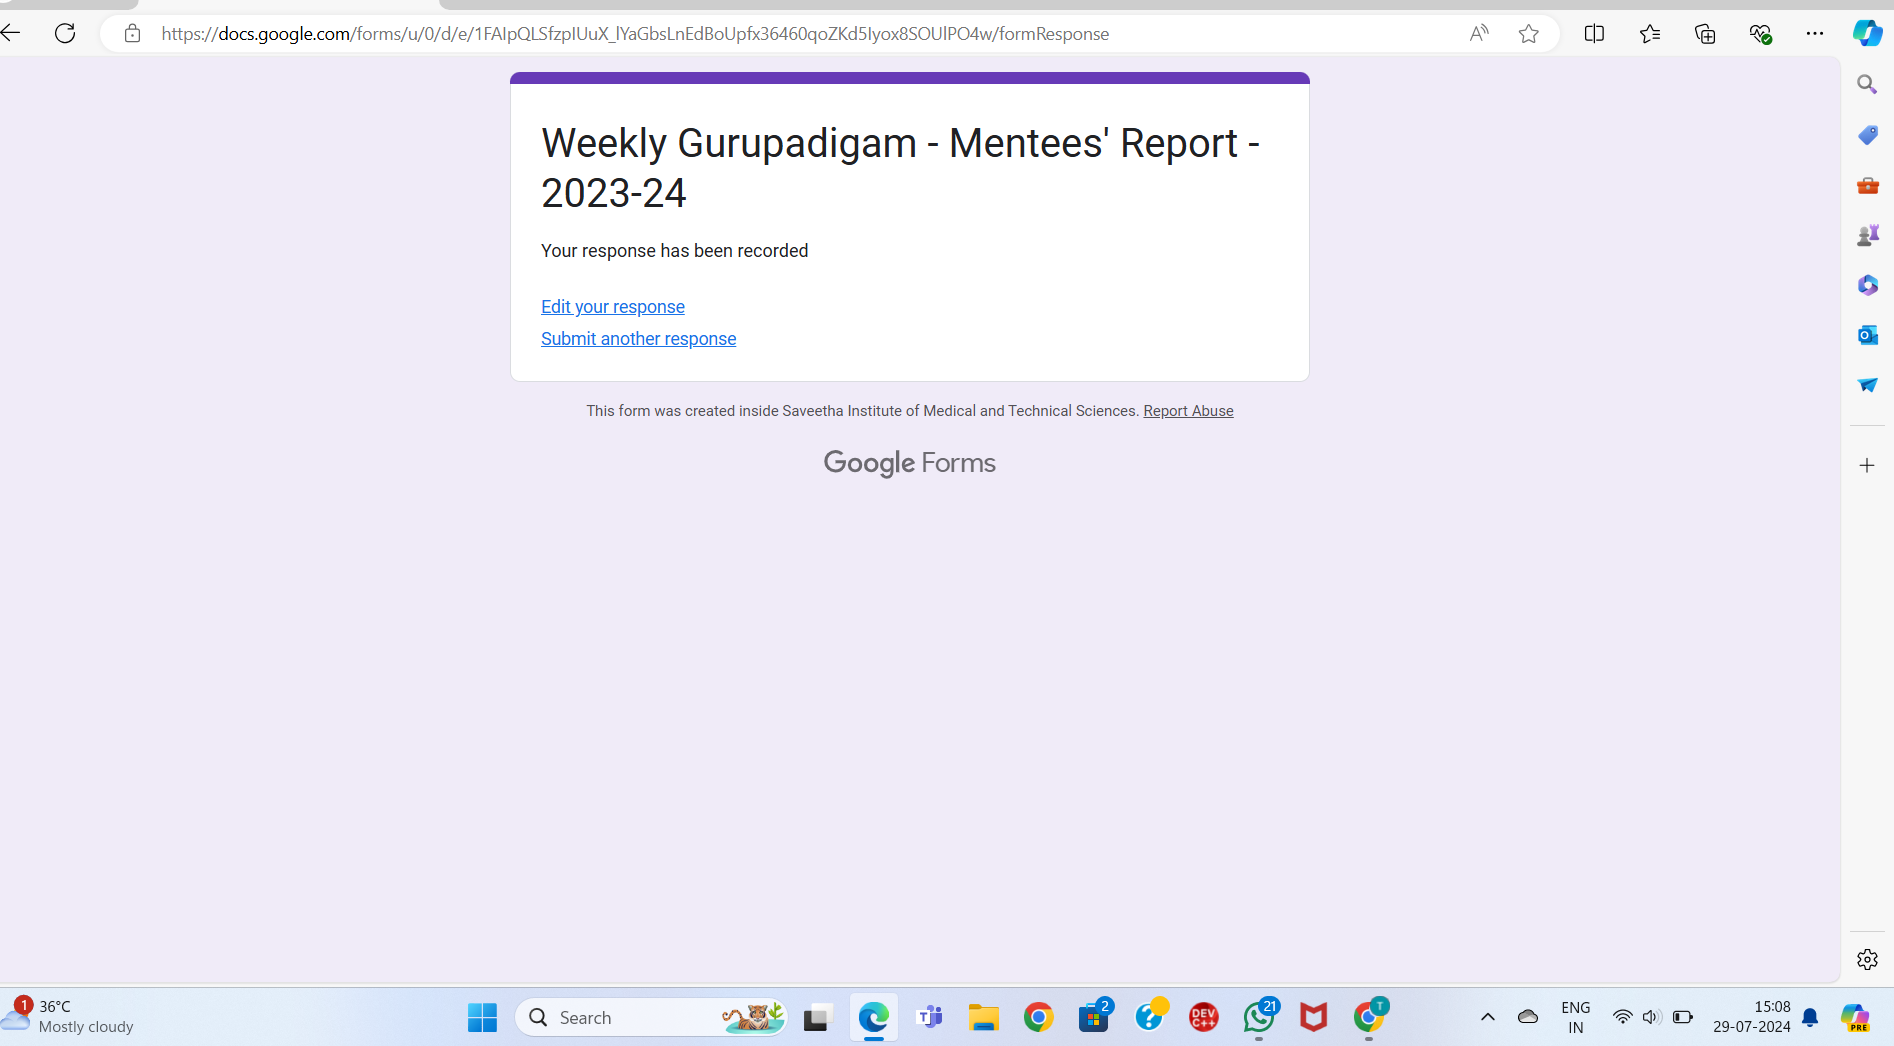 https://docs.google.com/forms/u/0/d/e/1FAIpQLSfzpIUuX_lYaGbsLnEdBoUpfx36460qoZKd5Iyox8SOUlPO4w/formResponse
Weekly Gurupadigam - Mentees' Report -
2023-24
Your response has been recorded
Edit your response
Submit another response
This form was created inside Saveetha Institute of Medical and Technical Sciences. Report Abuse
Google Forms
1
36°C
Mostly cloudy
Search
2
DEV
C++
21
T
ENG
IN
15:08
29-07-2024
PRE